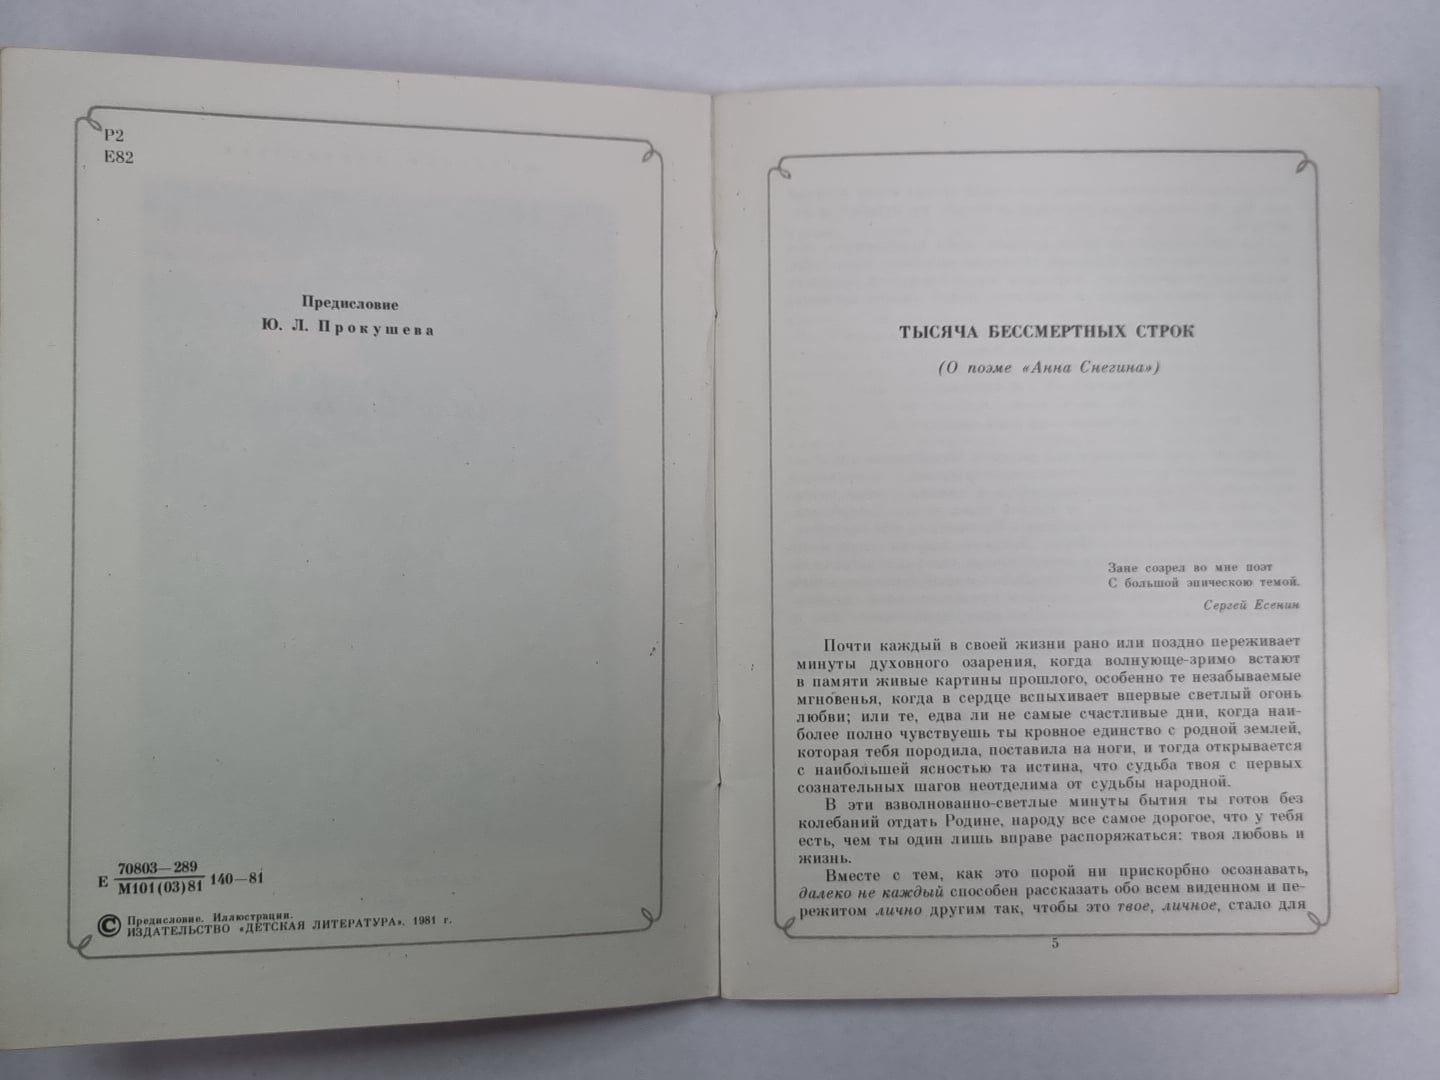 Р2
Е82
Предисловие
Ю. Л. Прокушева
Е 70803—289
М101(03)81 140—81
© Предисловие. Иллюстрации.
ИЗДАТЕЛЬСТВО «ДЕТСКАЯ ЛИТЕРАТУРА». 1981 г.
ТЫСЯЧА БЕССМЕРТНЫХ СТРОК
(О поэме «Анна Снегина»)
Зане созрел во мне поэт
С большой эпическою темой.
Сергей Есенин
Почти каждый в своей жизни рано или поздно переживает
минуты духовного озарения, когда волнующе-зримо встают
в памяти живые картины прошлого, особенно те незабываемые
мгновенья, когда в сердце вспыхивает впервые светлый огонь
любви; или те, едва ли не самые счастливые дни, когда наи-
более полно чувствуешь ты кровное единство с родной землей,
которая тебя породила, поставила на ноги, и тогда открывается
с наибольшей ясностью та истина, что судьба твоя с первых
сознательных шагов неотделима от судьбы народной.
В эти взволнованно-светлые минуты бытия ты готов без
колебаний отдать Родине, народу все самое дорогое, что у тебя
есть, чем ты один лишь вправе распоряжаться: твоя любовь и
жизнь.
Вместе с тем, как это порой ни прискорбно осознавать,
далеко не каждый способен рассказать обо всем виденном и пе-
режитом лично другим так, чтобы это твое, личное, стало для
5